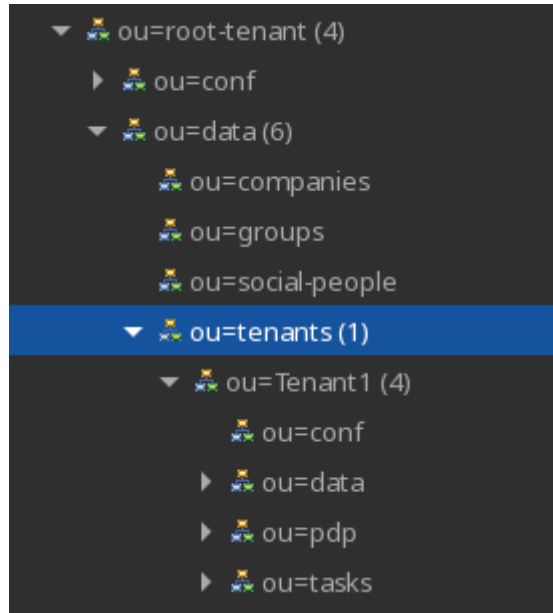 ou=root-tenant (4)
ou=conf
ou=data (6)
ou=companies
ou=groups
ou=social-people
ou=tenants (1)
ou=Tenant1 (4)
ou=conf
ou=data
ou=pdp
ou=tasks